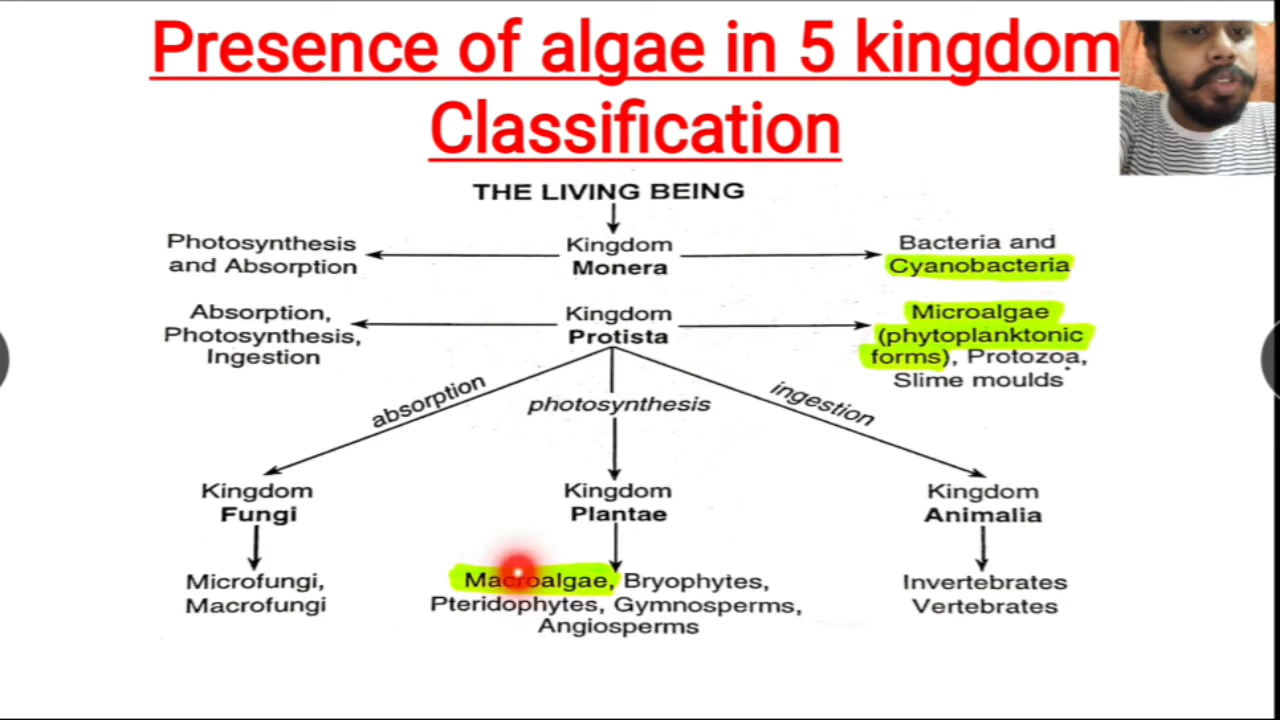 Presence of algae in 5 kingdom
Classification
THE LIVING BEING
Photosynthesis
and Absorption
Kingdom
Monera
Bacteria and
Cyanobacteria
Absorption,
Photosynthesis,
Ingestion
Kingdom
Protista
Microalgae
(phytoplanktonic
forms), Protozoa,
Slime moulds
absorption
photosynthesis
ingestion
Kingdom
Fungi
Kingdom
Plantae
Kingdom
Animalia
Microfungi,
Macrofungi
Macroalgae, Bryophytes,
Pteridophytes, Gymnosperms,
Angiosperms
Invertebrates
Vertebrates